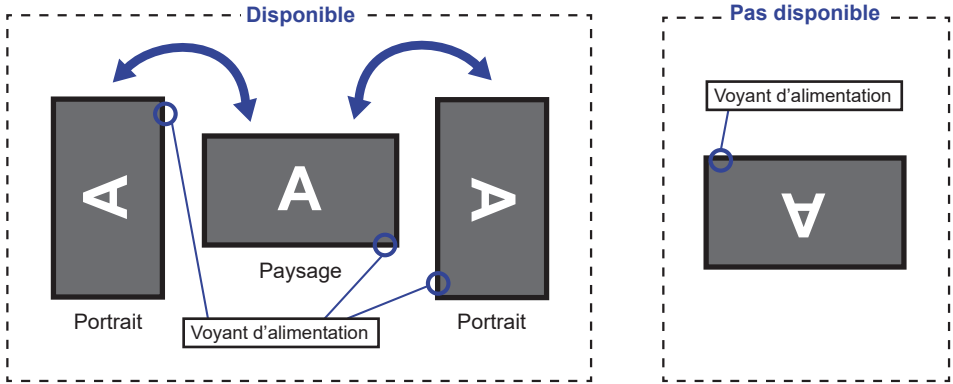 Disponible
A
A
A
Paysage
Portrait
Voyant d’alimentation
Portrait
Pas disponible
Voyant d’alimentation
A